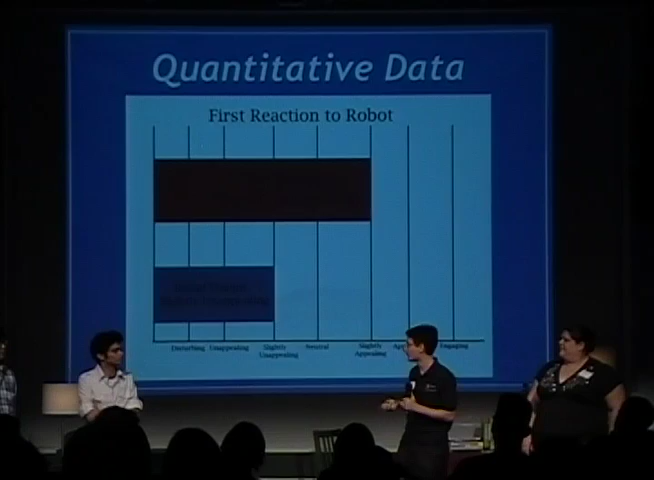 Quantitative Data
First Reaction to Robot
Disturbing Unappealing Slightly Unappealing Neutral Slightly Appealing Engaging